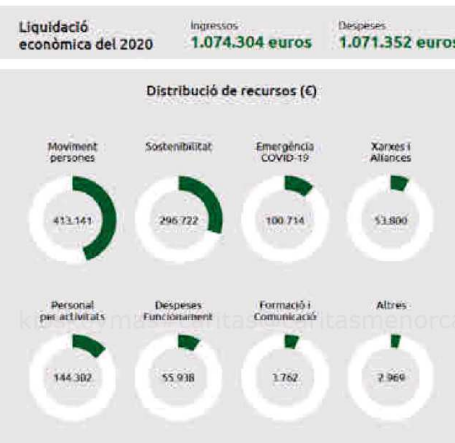 Liquidació
econòmica del 2020
Ingressos
1.074.304 euros
Despeses
1.071.352 euros
Distribució de recursos (€)
Moviment
persones
Sostenibilitat
Emergència
COVID-19
Xarxes i
Aliances
413.141
296.722
100.714
53.800
Personal
per activitats
Despeses
Funcionament
Formació i
Comunicació
Altres
144.302
55.938
3.762
2.969